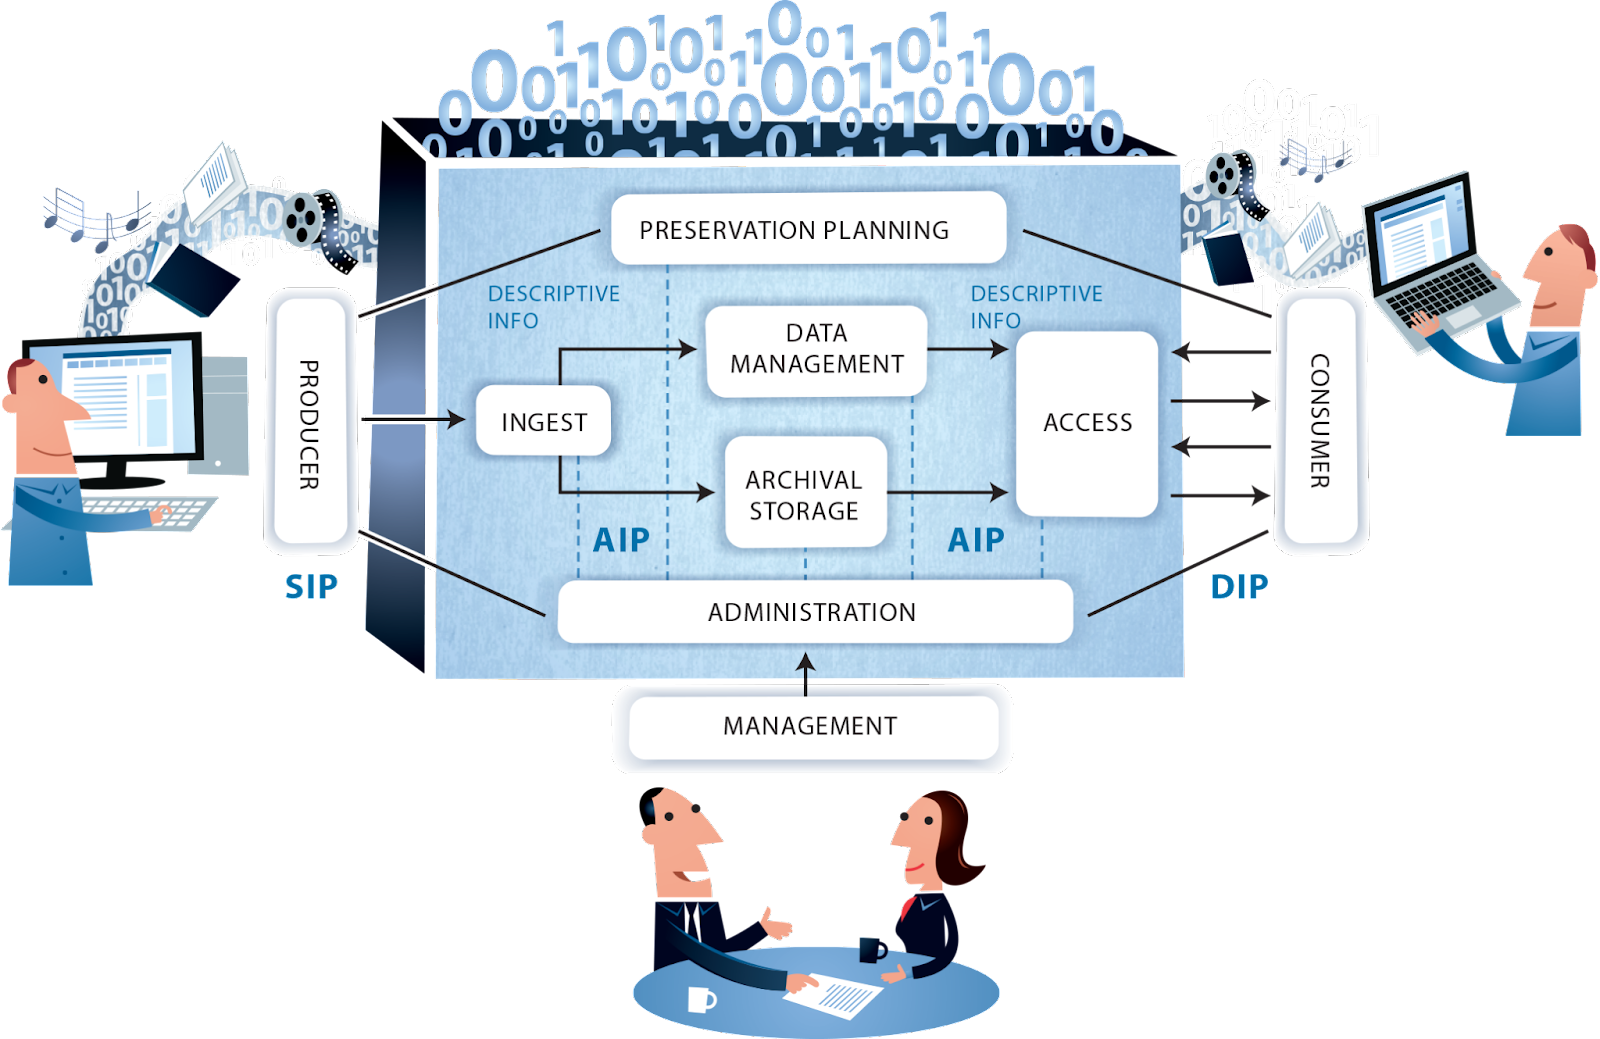 PRESERVATION PLANNING
DESCRIPTIVE
INFO
DESCRIPTIVE
INFO
DATA
MANAGEMENT
PRODUCER
INGEST
ACCESS
CONSUMER
ARCHIVAL
STORAGE
AIP
AIP
SIP
DIP
ADMINISTRATION
MANAGEMENT